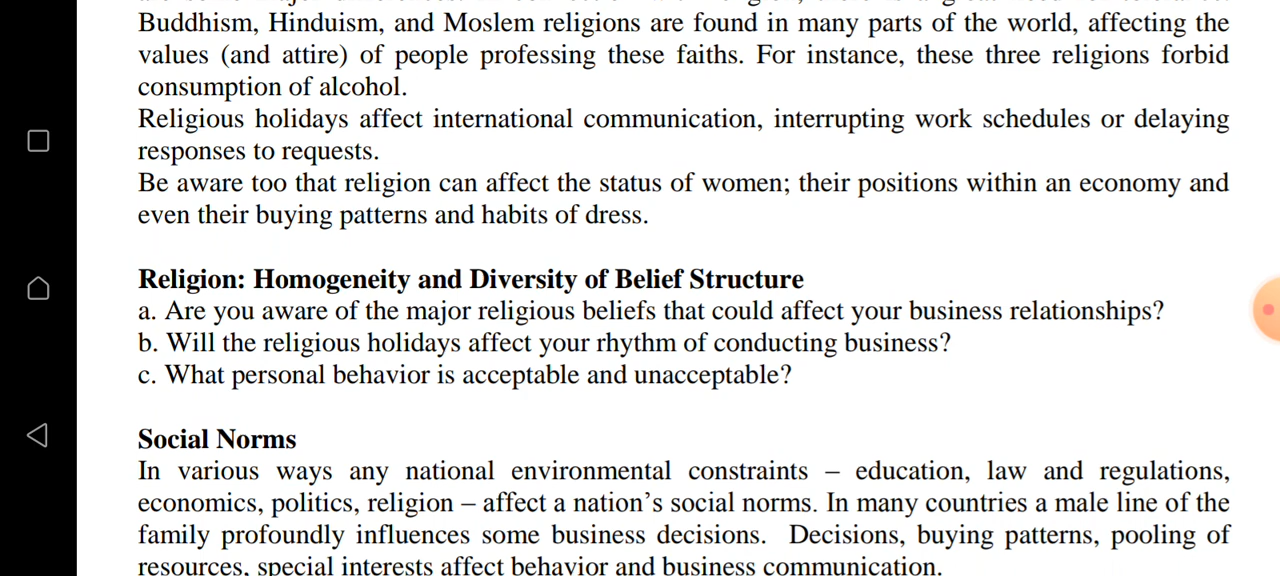 Buddhism, Hinduism, and Moslem religions are found in many parts of the world, affecting the
values (and attire) of people professing these faiths. For instance, these three religions forbid
consumption of alcohol.
Religious holidays affect international communication, interrupting work schedules or delaying
responses to requests.
Be aware too that religion can affect the status of women; their positions within an economy and
even their buying patterns and habits of dress.
Religion: Homogeneity and Diversity of Belief Structure
a. Are you aware of the major religious beliefs that could affect your business relationships?
b. Will the religious holidays affect your rhythm of conducting business?
c. What personal behavior is acceptable and unacceptable?
Social Norms
In various ways any national environmental constraints – education, law and regulations,
economics, politics, religion – affect a nation’s social norms. In many countries a male line of the
family profoundly influences some business decisions.  Decisions, buying patterns, pooling of
resources, special interests affect behavior and business communication.